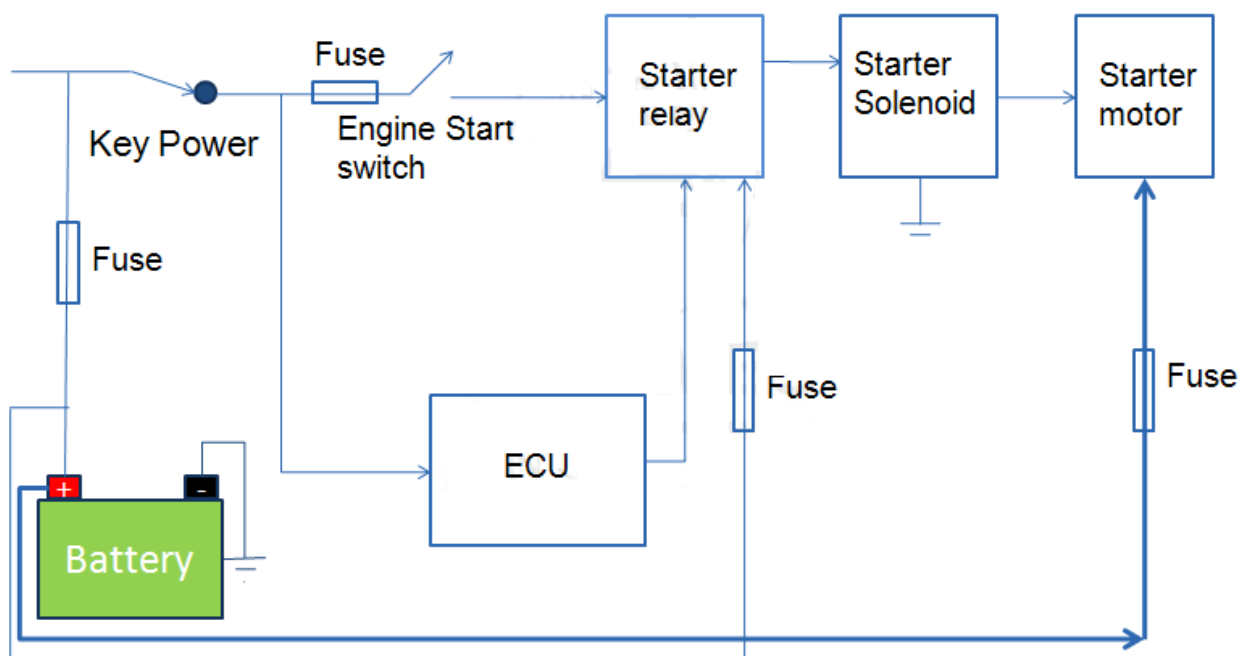 Fuse
Key Power
Engine Start
switch
Starter
relay
Starter
Solenoid
Starter
motor
Fuse
Fuse
Fuse
ECU
+
-
Battery